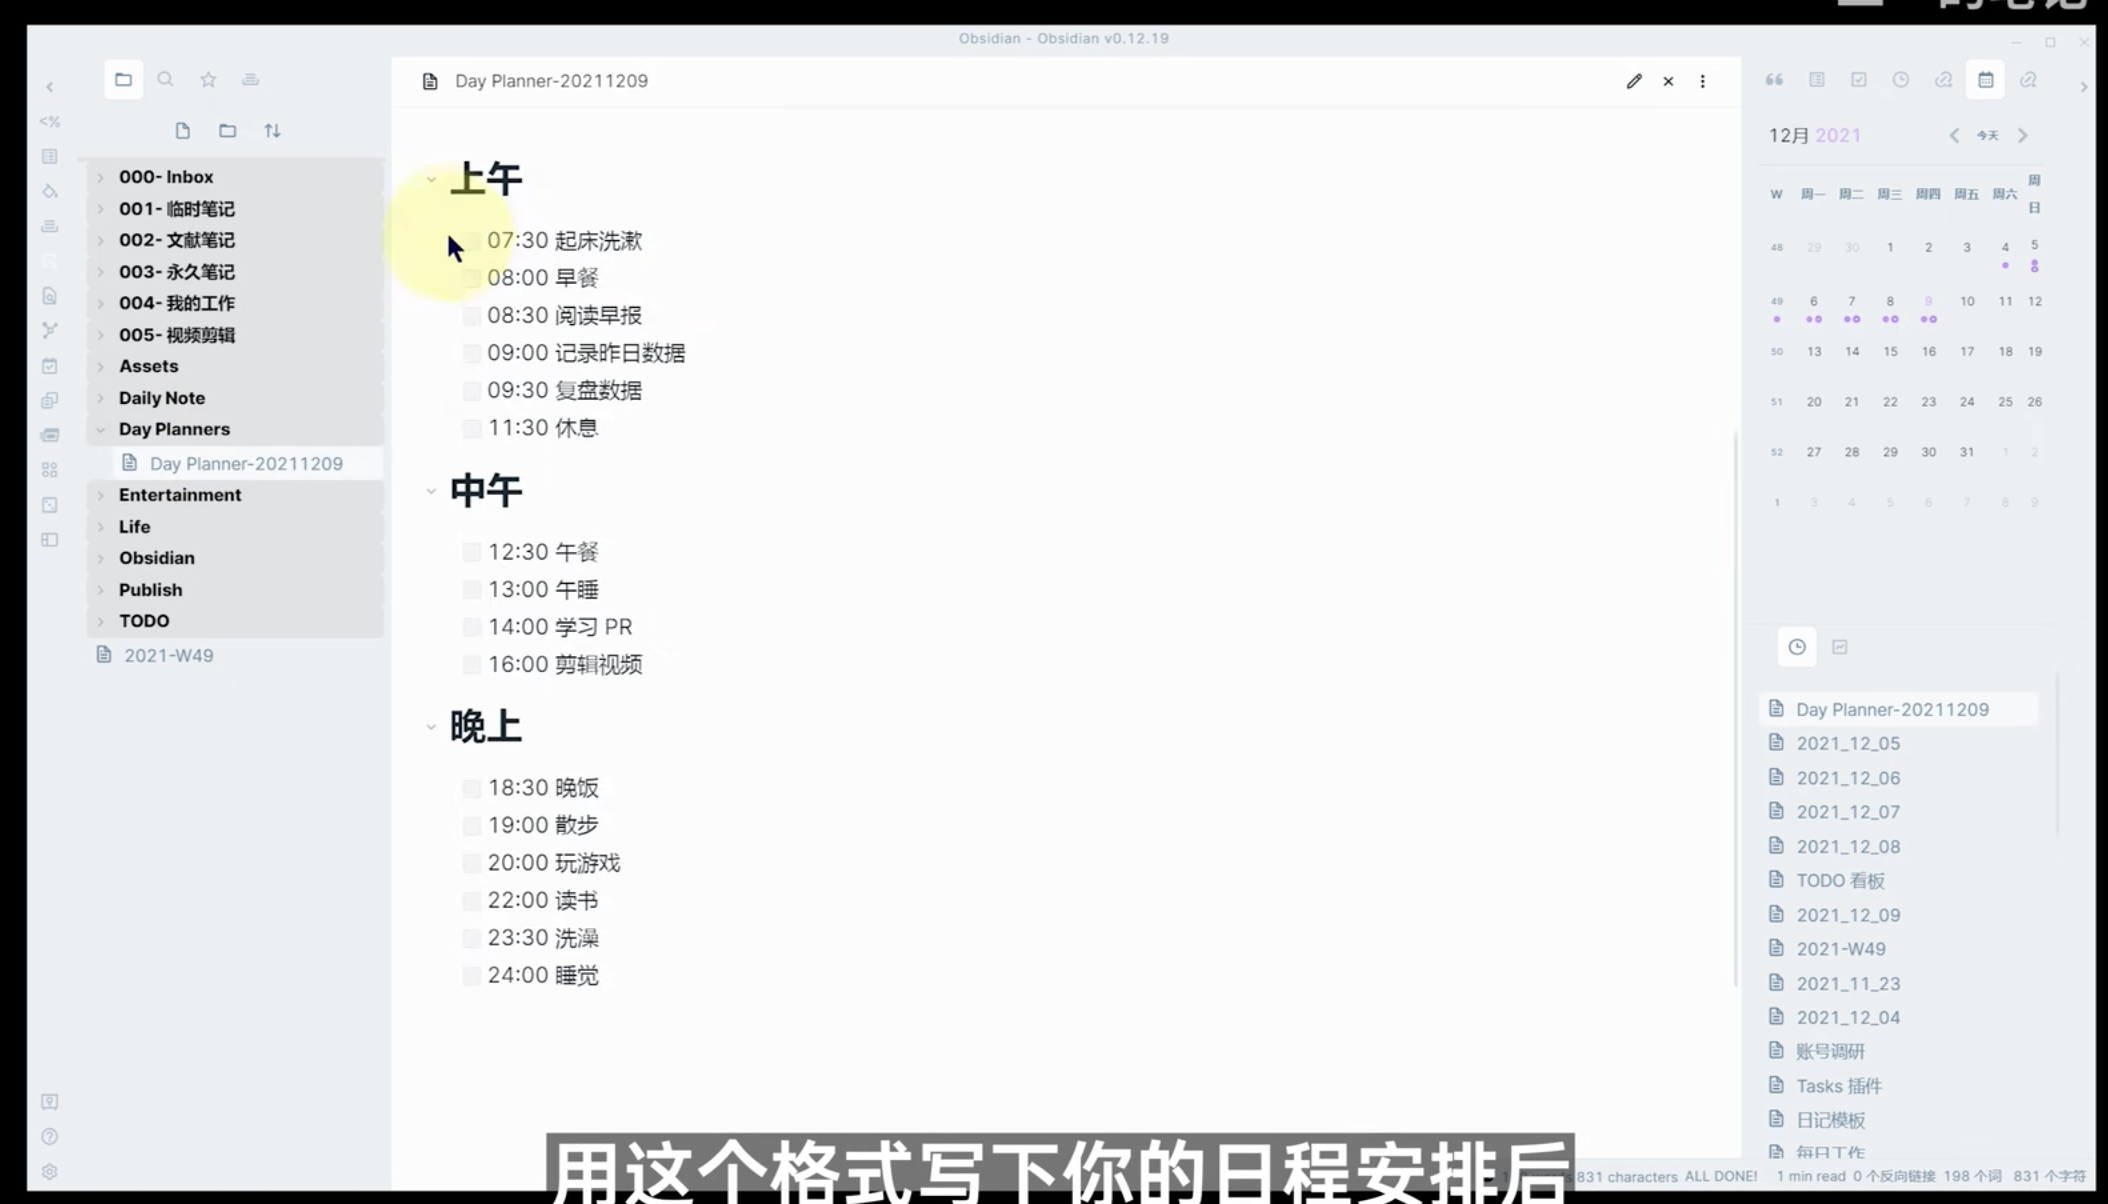 的笔记
Obsidian - Obsidian v0.12.19
Day Planner-20211209
000- Inbox
001- 临时笔记
002- 文献笔记
003- 永久笔记
004- 我的工作
005- 视频剪辑
Assets
Daily Note
Day Planners
Day Planner-20211209
Entertainment
Life
Obsidian
Publish
TODO
2021-W49
上午
07:30 起床洗漱
08:00 早餐
08:30 阅读早报
09:00 记录昨日数据
09:30 复盘数据
11:30 休息
中午
12:30 午餐
13:00 午睡
14:00 学习 PR
16:00 剪辑视频
晚上
18:30 晚饭
19:00 散步
20:00 玩游戏
22:00 读书
23:30 洗澡
24:00 睡觉
12月 2021
今天
W 周一 周二 周三 周四 周五 周六 周日
48 29 30 1 2 3 4 5
49 6 7 8 9 10 11 12
50 13 14 15 16 17 18 19
51 20 21 22 23 24 25 26
52 27 28 29 30 31 1 2
1 3 4 5 6 7 8 9
Day Planner-20211209
2021_12_05
2021_12_06
2021_12_07
2021_12_08
TODO 看板
2021_12_09
2021-W49
2021_11_23
2021_12_04
账号调研
Tasks 插件
日记模板
每日工作
831 characters ALL DONE! 1 min read 0 个反向链接 198 个词 831 个字符
用这个格式写下你的日程安排后